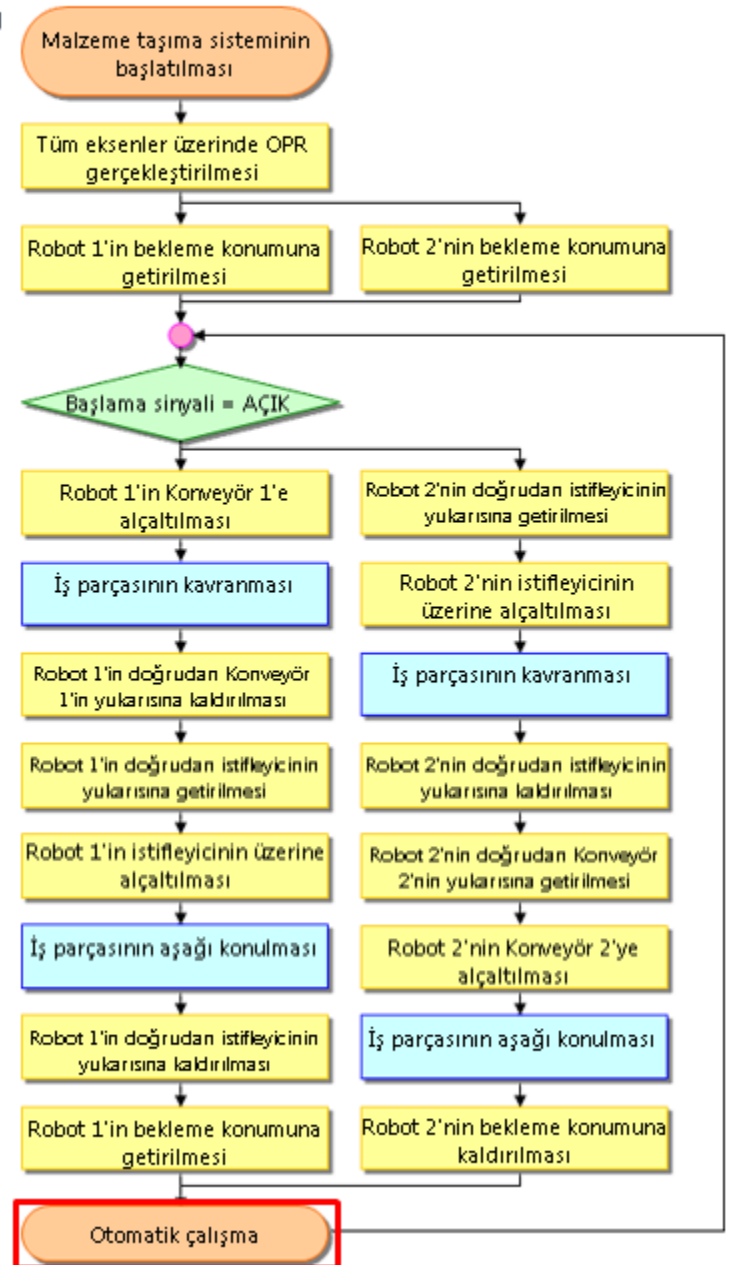 Malzeme taşıma sisteminin
başlatılması
Tüm eksenler üzerinde OPR
gerçekleştirilmesi
Robot 1'in bekleme konumuna
getirilmesi
Robot 2'nin bekleme konumuna
getirilmesi
Başlama sinyali = AÇIK
Robot 1'in Konveyör 1'e
alçaltılması
İş parçasının kavranması
Robot 1'in doğrudan Konveyör
1'in yukarısına kaldırılması
Robot 1'in doğrudan istifleyicinin
yukarısına getirilmesi
Robot 1'in istifleyicinin üzerine
alçaltılması
İş parçasının aşağı konulması
Robot 1'in doğrudan istifleyicinin
yukarısına kaldırılması
Robot 1'in bekleme konumuna
getirilmesi
Robot 2'nin doğrudan istifleyicinin
yukarısına getirilmesi
Robot 2'nin istifleyicinin
üzerine alçaltılması
İş parçasının kavranması
Robot 2'nin doğrudan istifleyicinin
yukarısına kaldırılması
Robot 2'nin doğrudan Konveyör
2'nin yukarısına getirilmesi
Robot 2'nin Konveyör 2'ye
alçaltılması
İş parçasının aşağı konulması
Robot 2'nin bekleme konumuna
kaldırılması
Otomatik çalışma